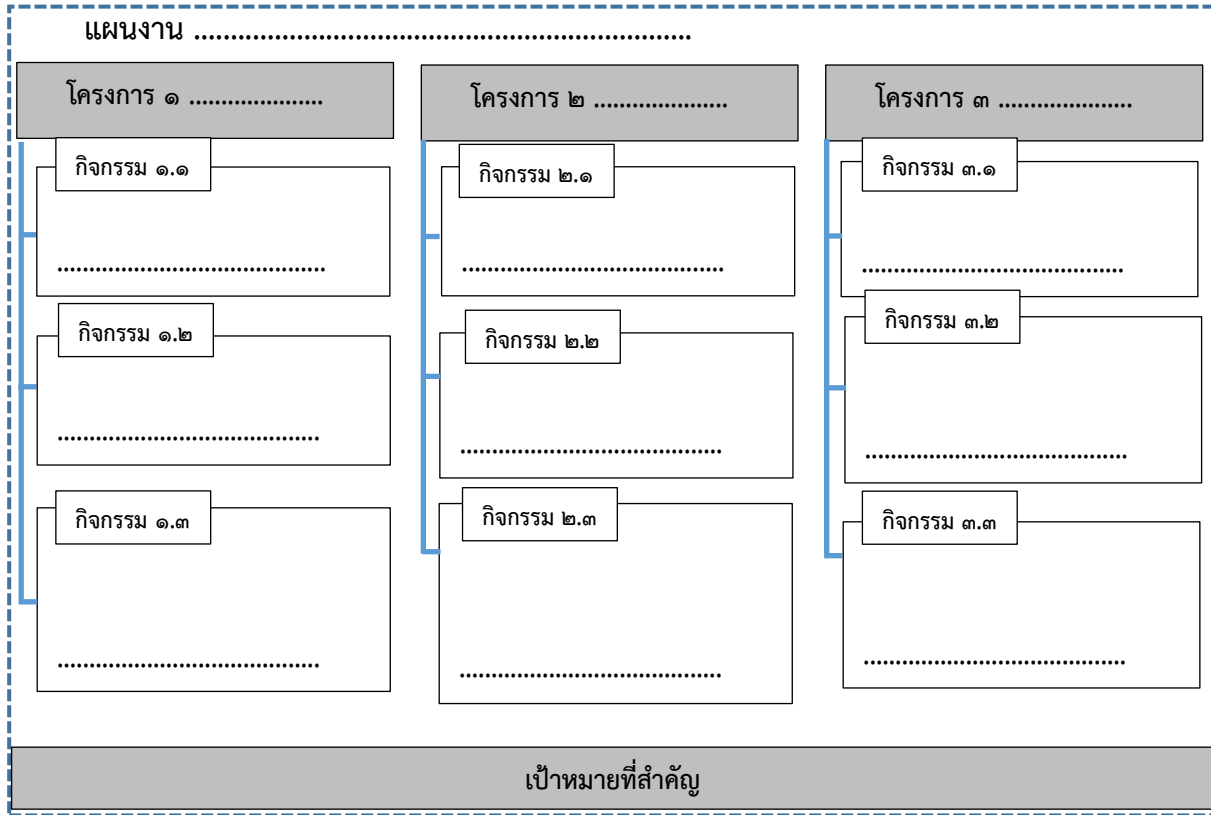 แผนงาน ....................................................................
โครงการ ๑ ......................
โครงการ ๒ ......................
โครงการ ๓ ......................
กิจกรรม ๑.๑
..........................................
กิจกรรม ๑.๒
.........................................
กิจกรรม ๑.๓
.........................................
กิจกรรม ๒.๑
.........................................
กิจกรรม ๒.๒
.........................................
กิจกรรม ๒.๓
.........................................
กิจกรรม ๓.๑
.........................................
กิจกรรม ๓.๒
.........................................
กิจกรรม ๓.๓
.........................................
เป้าหมายที่สำคัญ